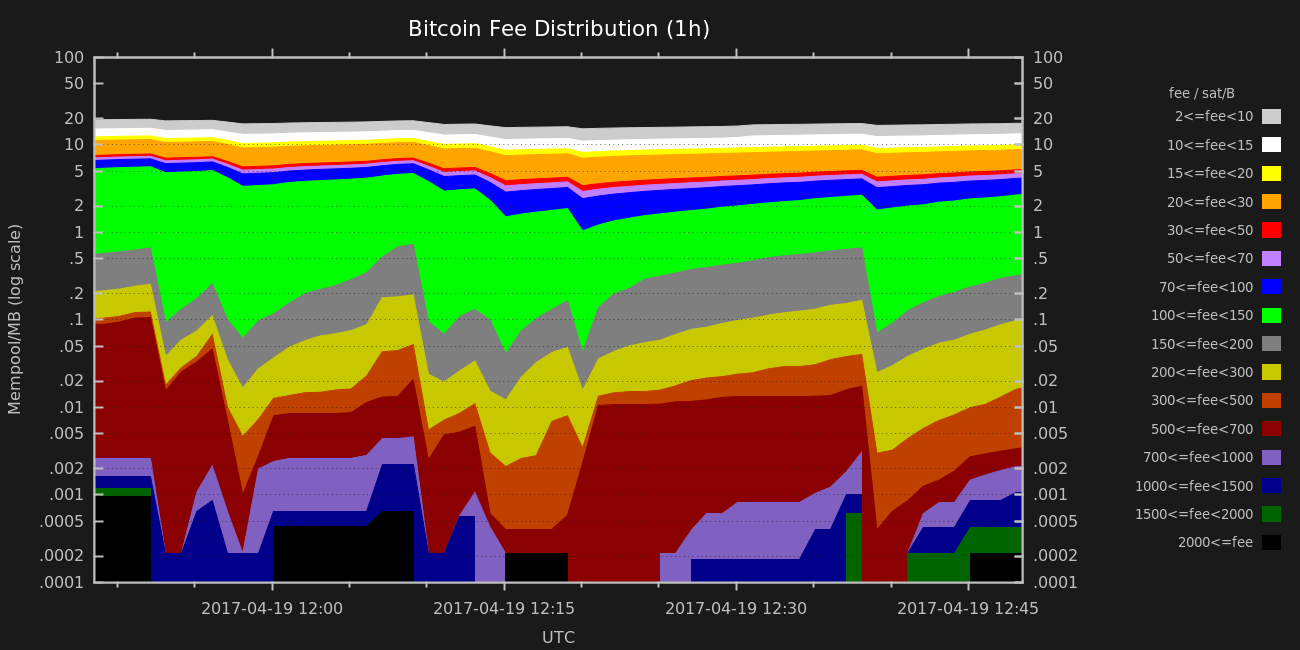 Bitcoin Fee Distribution (1h)
100 100
50 50
20 20
10 10
5 5
2 2
1 1
.5 .5
.2 .2
.1 .1
.05 .05
.02 .02
.01 .01
.005 .005
.002 .002
.001 .001
.0005 .0005
.0002 .0002
.0001 .0001
Mempool/MB (log scale)
2017-04-19 12:00 2017-04-19 12:15 2017-04-19 12:30 2017-04-19 12:45
UTC
fee / sat/B
2<=fee<10
10<=fee<15
15<=fee<20
20<=fee<30
30<=fee<50
50<=fee<70
70<=fee<100
100<=fee<150
150<=fee<200
200<=fee<300
300<=fee<500
500<=fee<700
700<=fee<1000
1000<=fee<1500
1500<=fee<2000
2000<=fee